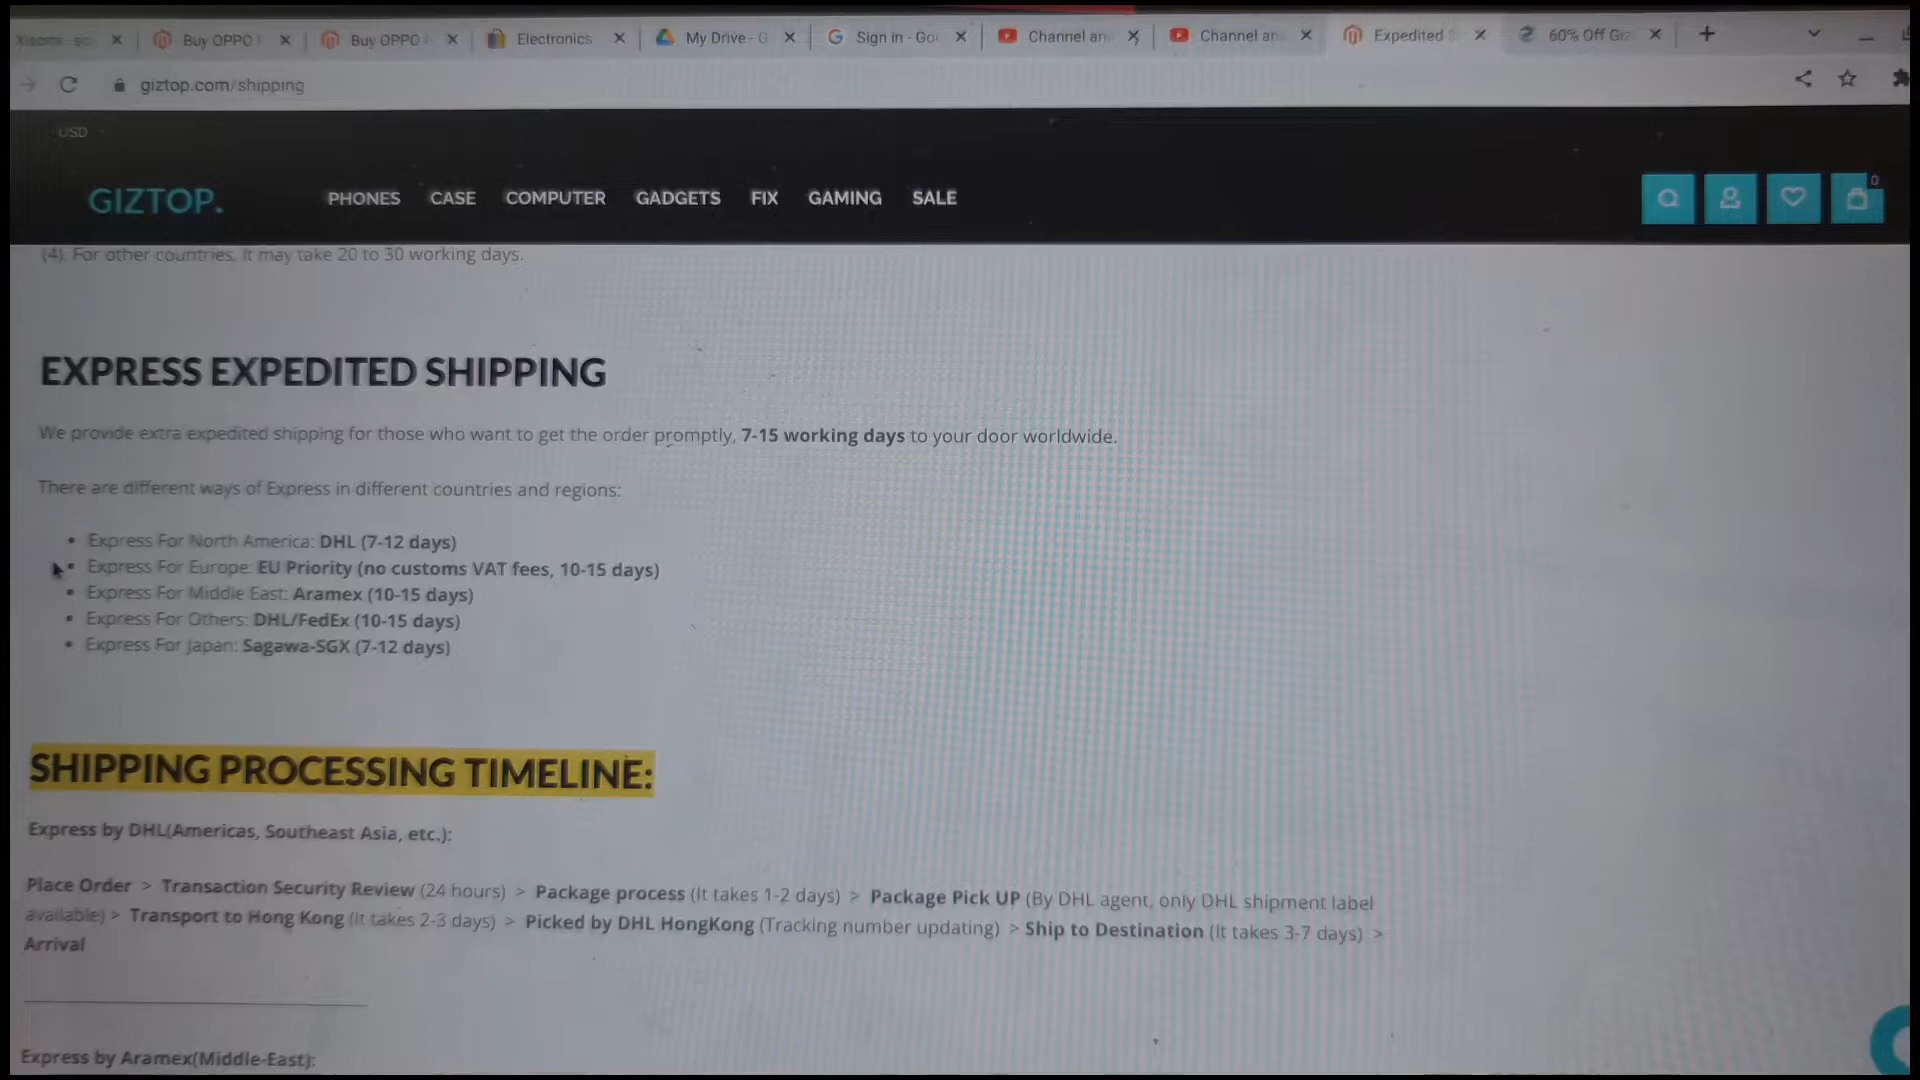 Xiaomi - sc
Buy OPPO
Buy OPPO
Electronics
My Drive - G
Sign in - Goo
Channel an
Channel an
Expedited S
60% Off Giz
giztop.com/shipping
USD
GIZTOP.
PHONES CASE COMPUTER GADGETS FIX GAMING SALE
0
(4). For other countries, it may take 20 to 30 working days.
EXPRESS EXPEDITED SHIPPING
We provide extra expedited shipping for those who want to get the order promptly, 7-15 working days to your door worldwide.
There are different ways of Express in different countries and regions:
• Express For North America: DHL (7-12 days)
• Express For Europe: EU Priority (no customs VAT fees, 10-15 days)
• Express For Middle East: Aramex (10-15 days)
• Express For Others: DHL/FedEx (10-15 days)
• Express For Japan: Sagawa-SGX (7-12 days)
SHIPPING PROCESSING TIMELINE:
Express by DHL(Americas, Southeast Asia, etc.):
Place Order > Transaction Security Review (24 hours) > Package process (It takes 1-2 days) > Package Pick UP (By DHL agent, only DHL shipment label
available) > Transport to Hong Kong (It takes 2-3 days) > Picked by DHL HongKong (Tracking number updating) > Ship to Destination (It takes 3-7 days) >
Arrival
Express by Aramex(Middle-East):